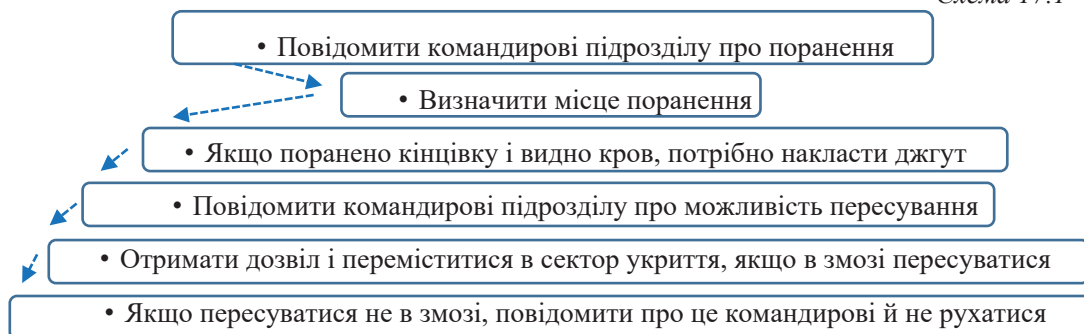 • Повідомити командирові підрозділу про поранення
• Визначити місце поранення
• Якщо поранено кінцівку і видно кров, потрібно накласти джгут
• Повідомити командирові підрозділу про можливість пересування
• Отримати дозвіл і переміститися в сектор укриття, якщо в змозі пересуватися
• Якщо пересуватися не в змозі, повідомити про це командирові й не рухатися